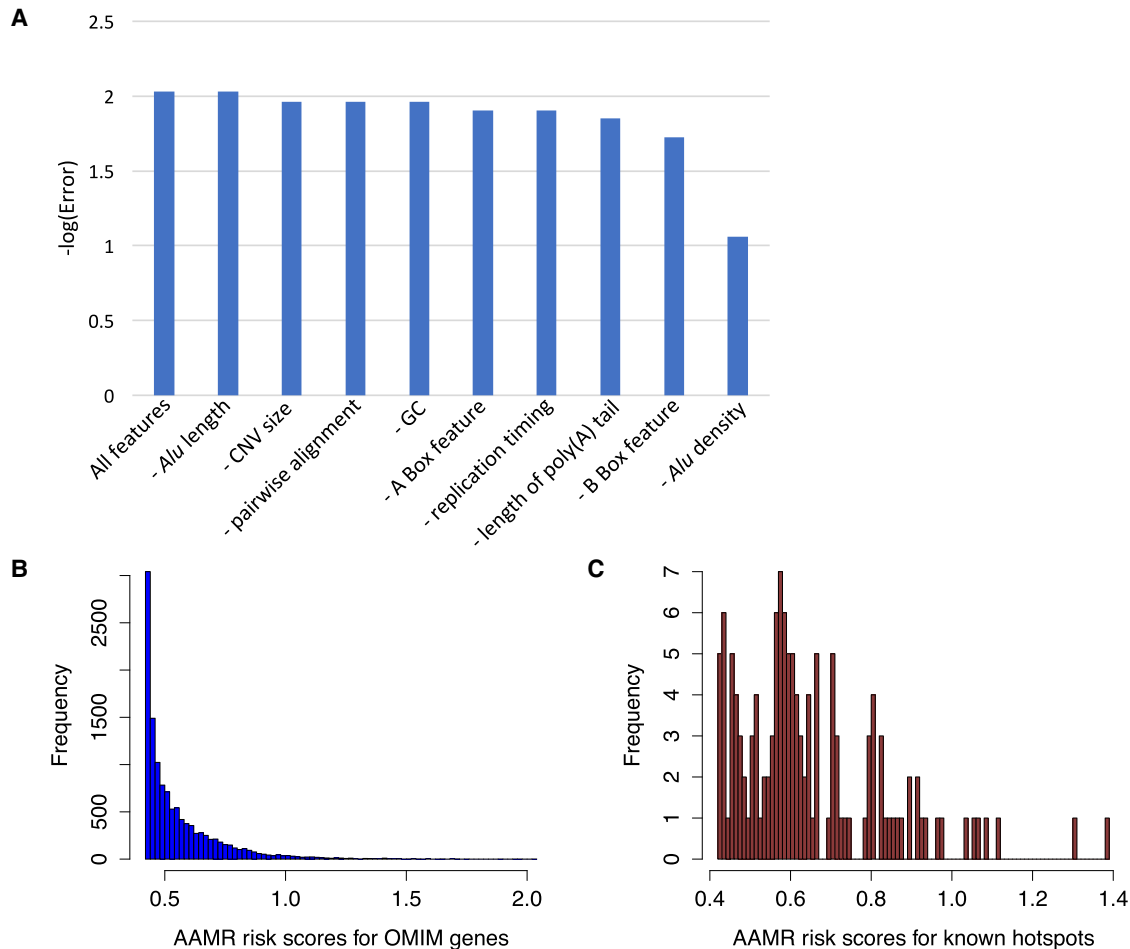 A
2.5
2
1.5
1
0.5
0
-log(Error)
All features
- Alu length
- CNV size
- pairwise alignment
- GC
- A Box feature
- replication timing
- length of poly(A) tail
- B Box feature
- Alu density
B
2500
1500
500
0
Frequency
0.5 1.0 1.5 2.0
AAMR risk scores for OMIM genes
C
7
6
5
4
3
2
1
0
Frequency
0.4 0.6 0.8 1.0 1.2 1.4
AAMR risk scores for known hotspots